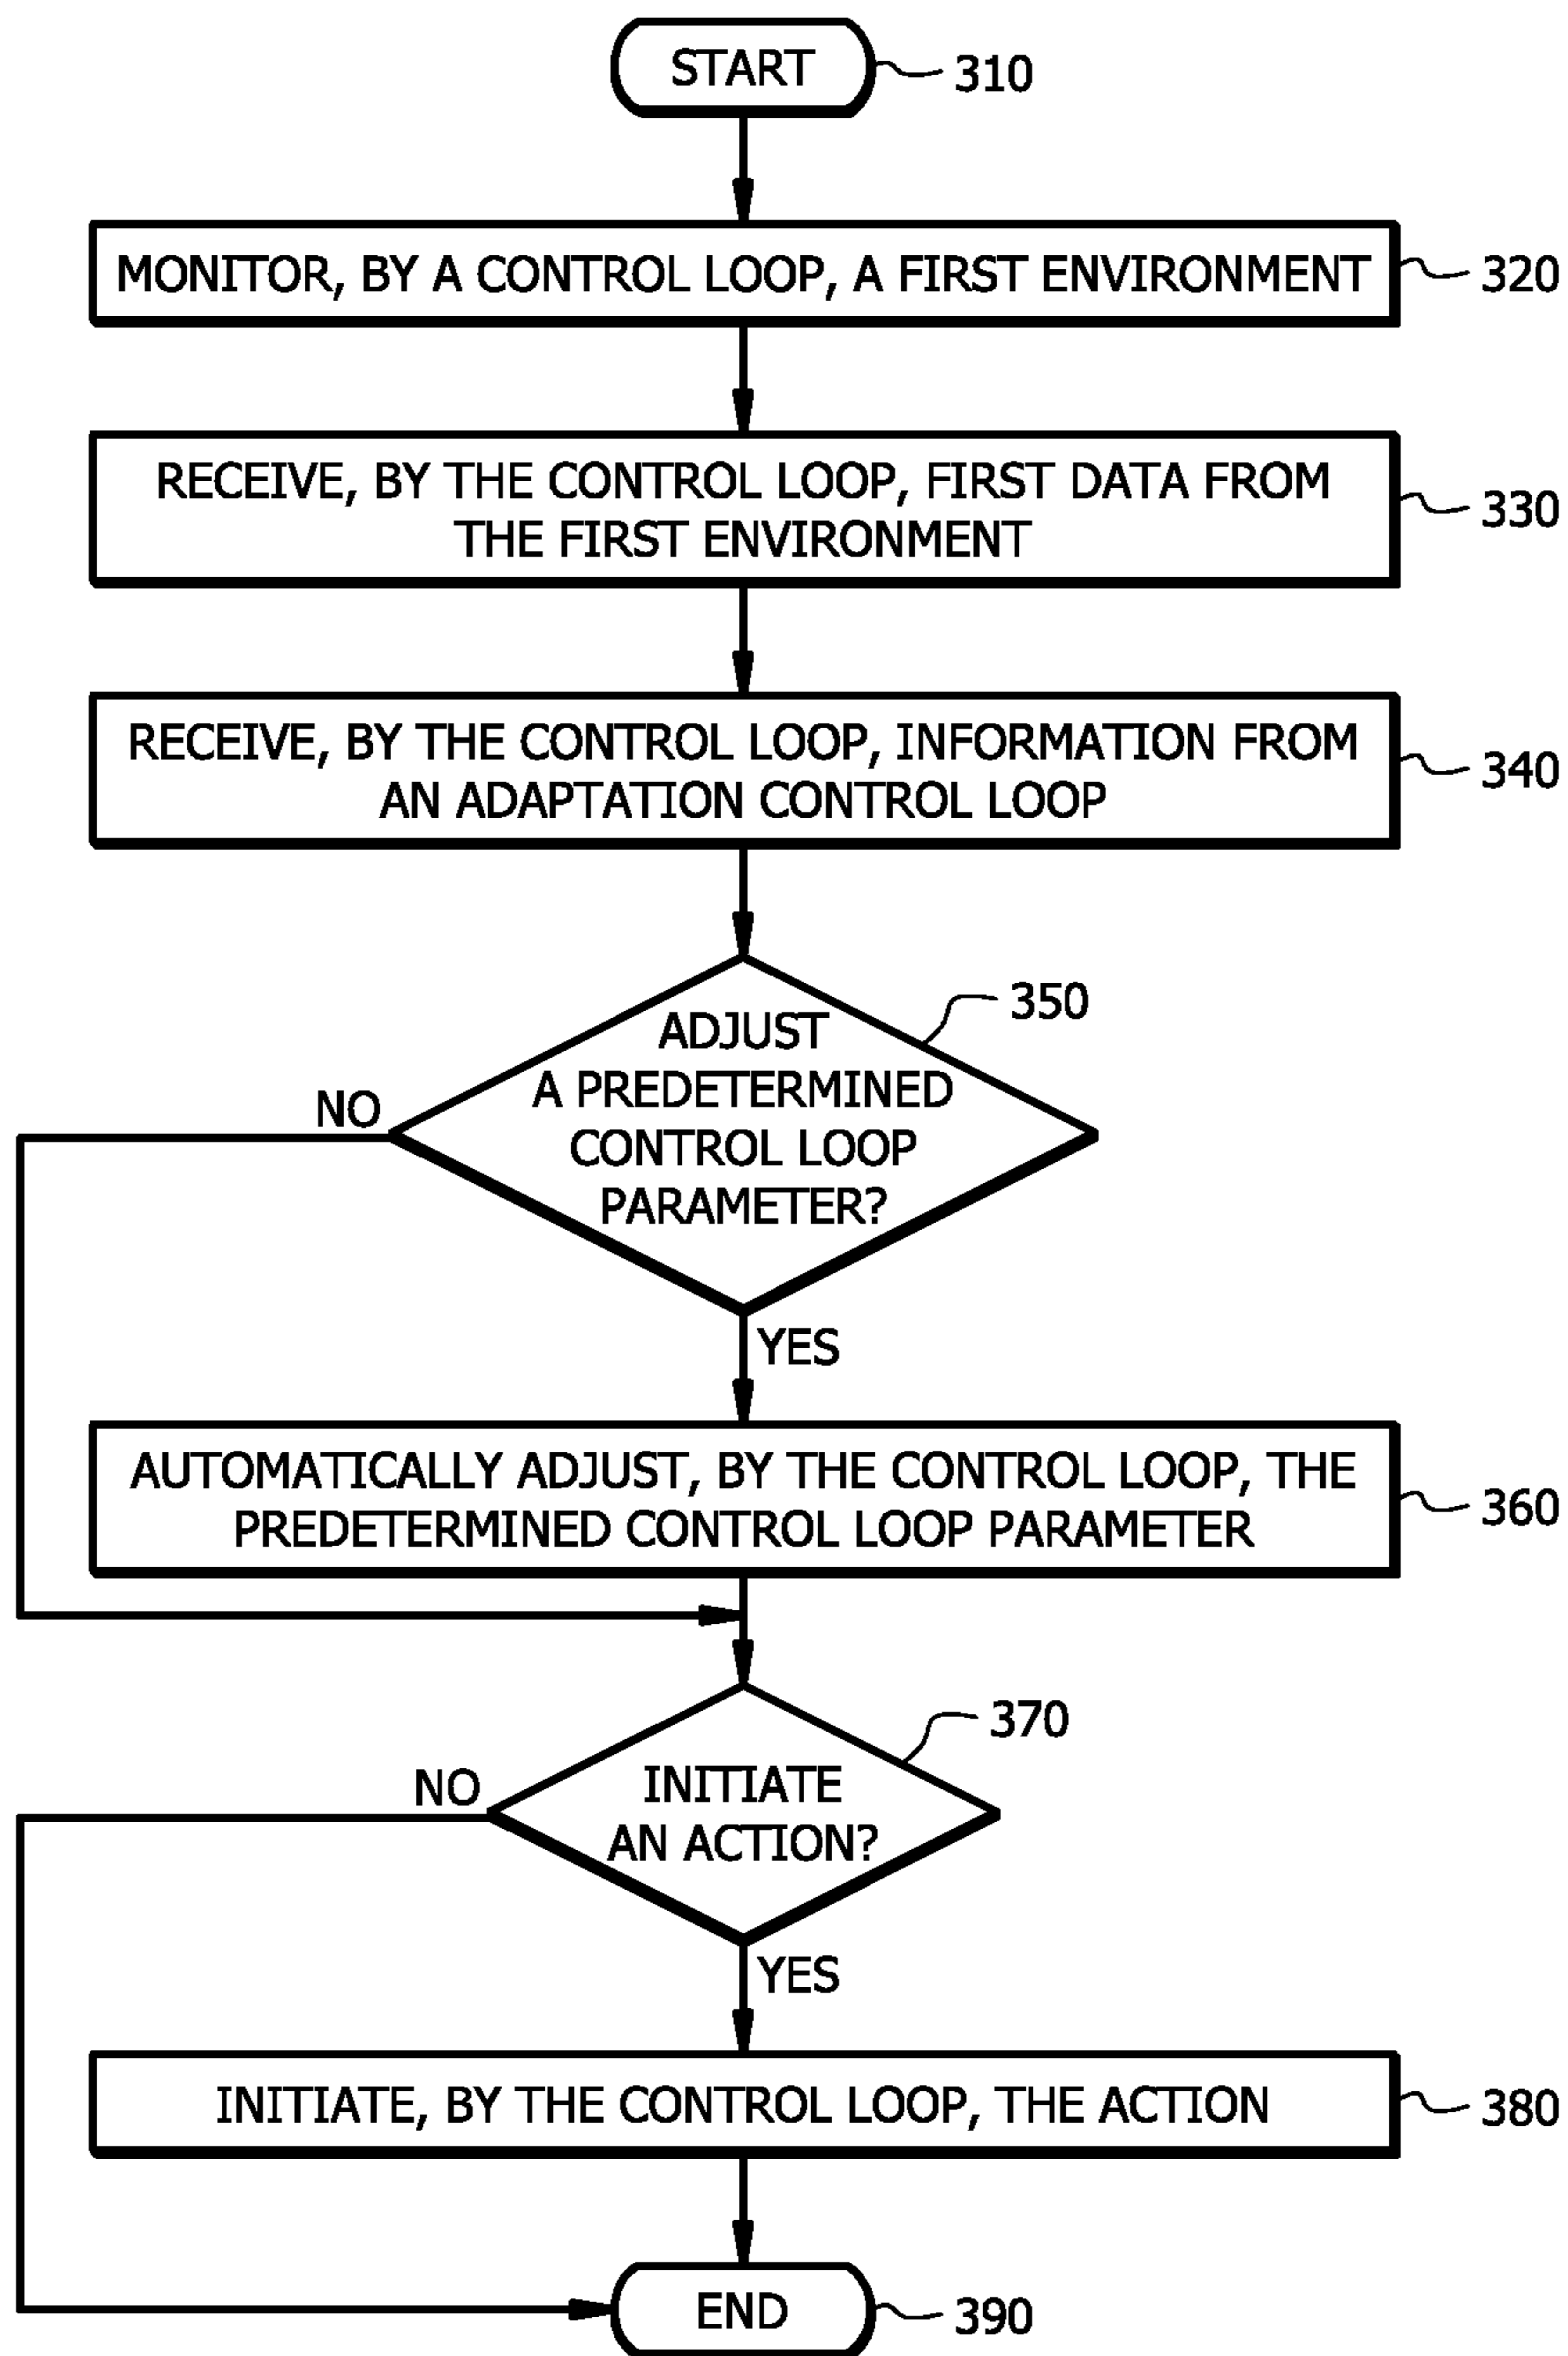 START
310
MONITOR, BY A CONTROL LOOP, A FIRST ENVIRONMENT
320
RECEIVE, BY THE CONTROL LOOP, FIRST DATA FROM
THE FIRST ENVIRONMENT
330
RECEIVE, BY THE CONTROL LOOP, INFORMATION FROM
AN ADAPTATION CONTROL LOOP
340
350
ADJUST
A PREDETERMINED
CONTROL LOOP
PARAMETER?
NO
YES
AUTOMATICALLY ADJUST, BY THE CONTROL LOOP, THE
PREDETERMINED CONTROL LOOP PARAMETER
360
370
INITIATE
AN ACTION?
NO
YES
INITIATE, BY THE CONTROL LOOP, THE ACTION
380
END
390